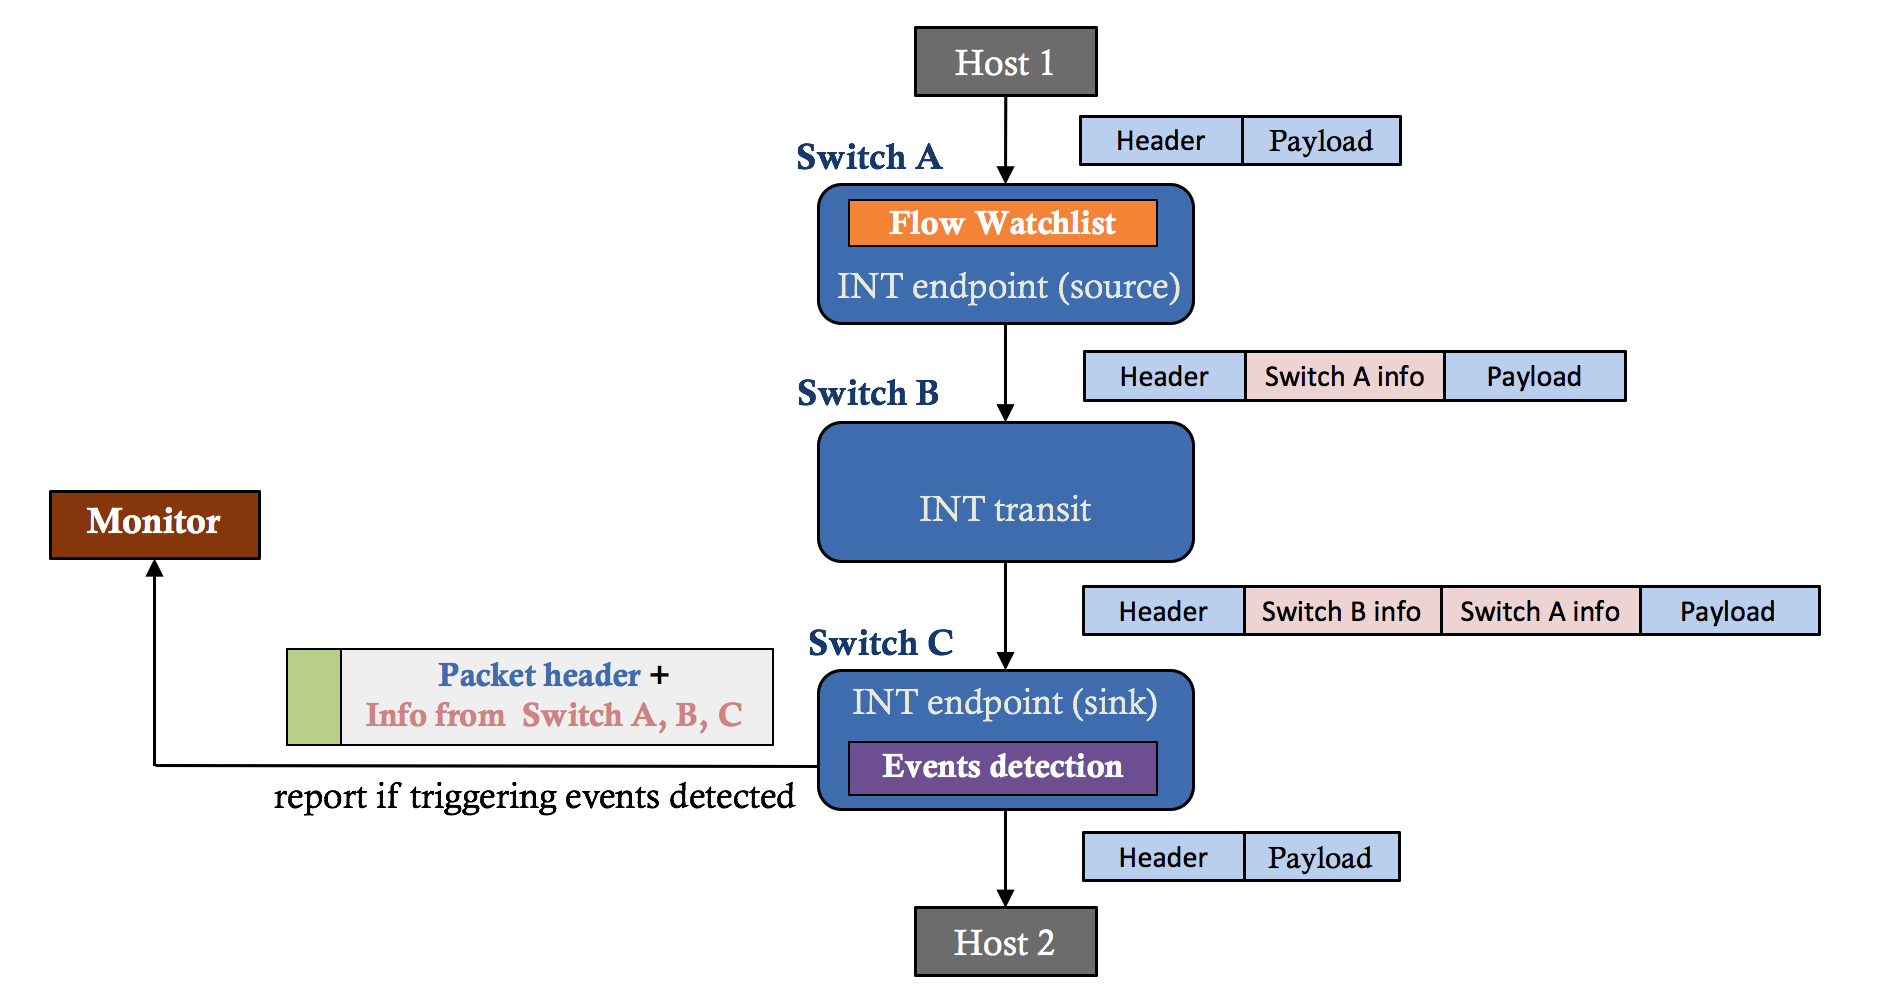 Host 1
Header Payload
Switch A
Flow Watchlist
INT endpoint (source)
Header Switch A info Payload
Switch B
INT transit
Monitor
Header Switch B info Switch A info Payload
Switch C
Packet header +
Info from Switch A, B, C
INT endpoint (sink)
Events detection
report if triggering events detected
Header Payload
Host 2